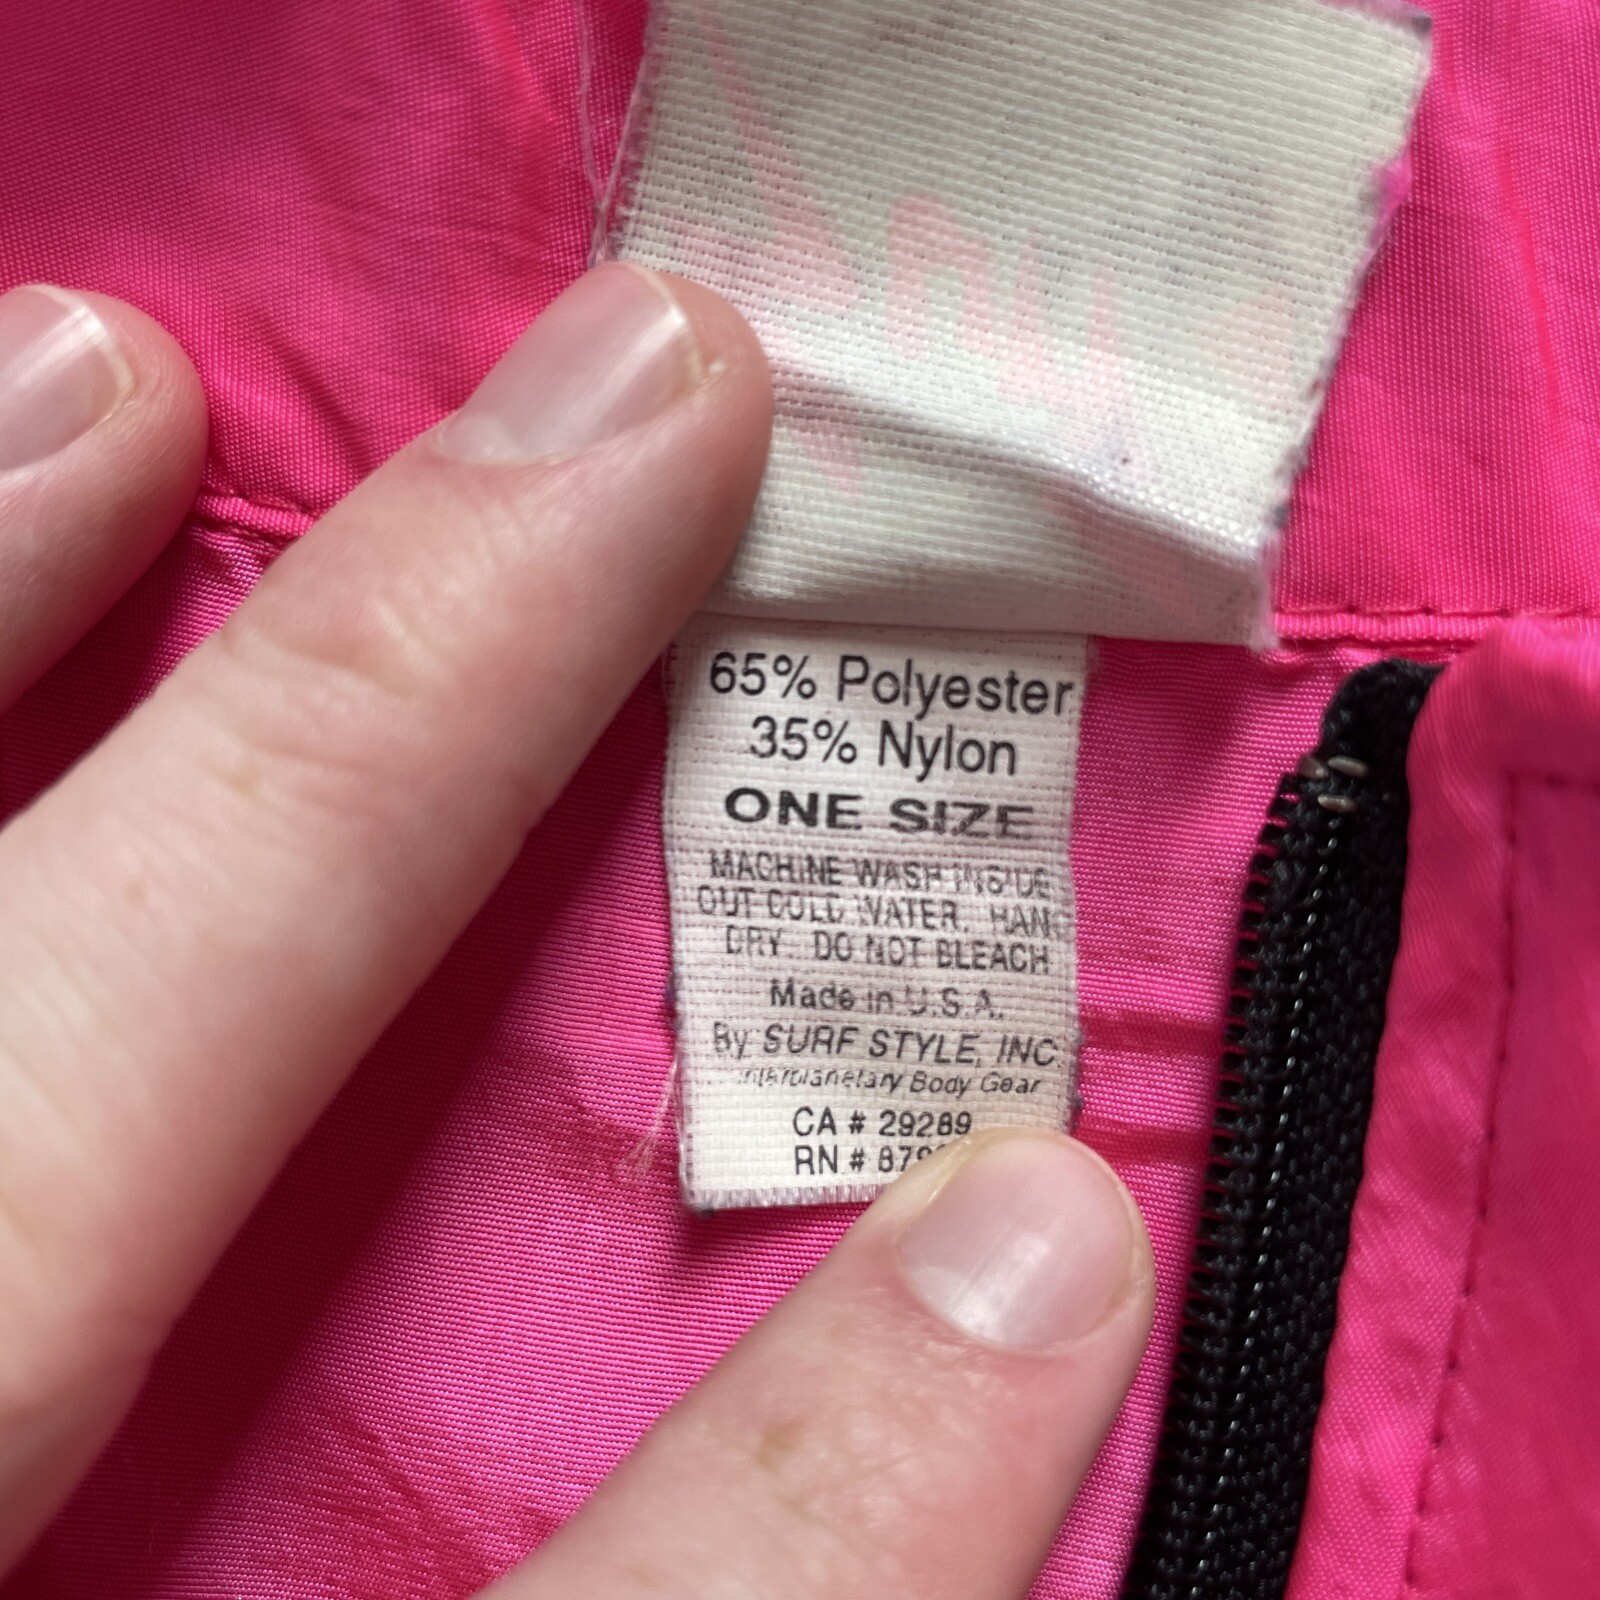 65% Polyester
35% Nylon
ONE SIZE
MACHINE WASH INSIDE
OUT COLD WATER. HANG
DRY. DO NOT BLEACH
Made in U.S.A.
By SURF STYLE, INC.
Interplanetary Body Gear
CA # 29289
RN #